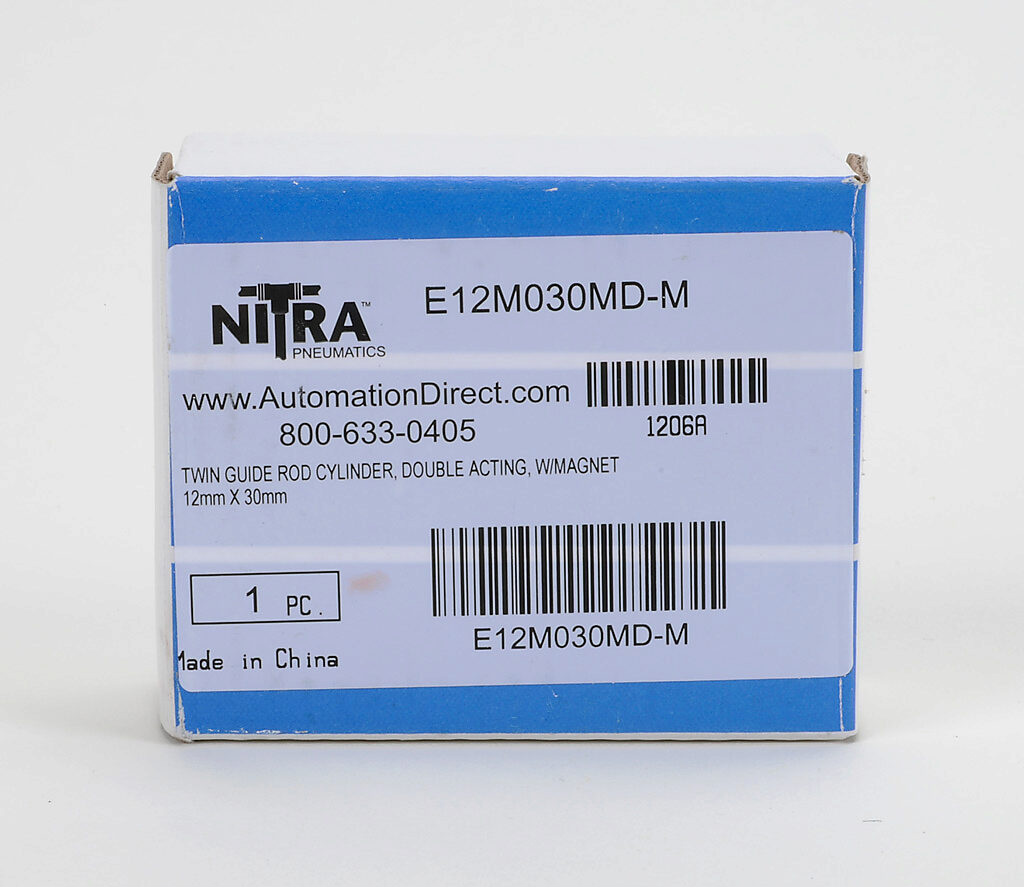 NITRA™
PNEUMATICS
E12M030MD-M
www.AutomationDirect.com
800-633-0405
1206A
TWIN GUIDE ROD CYLINDER, DOUBLE ACTING, W/MAGNET
12mm X 30mm
1 PC.
E12M030MD-M
Made in China